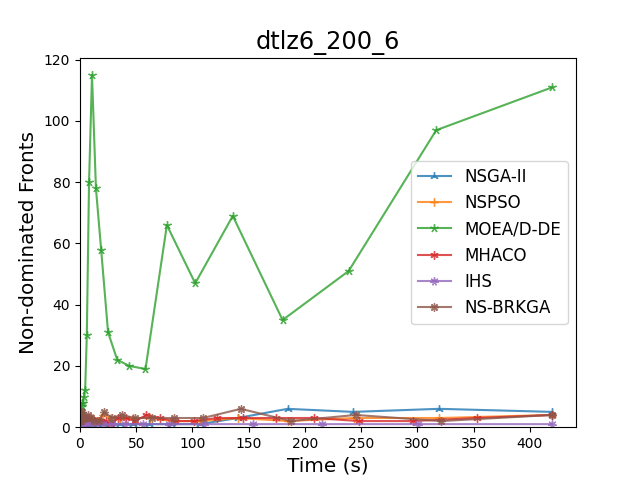 dtlz6_200_6
120
100
80
60
40
20
0
Non-dominated Fronts
NSGA-II
NSPSO
MOEA/D-DE
MHACO
IHS
NS-BRKGA
0 50 100 150 200 250 300 350 400
Time (s)